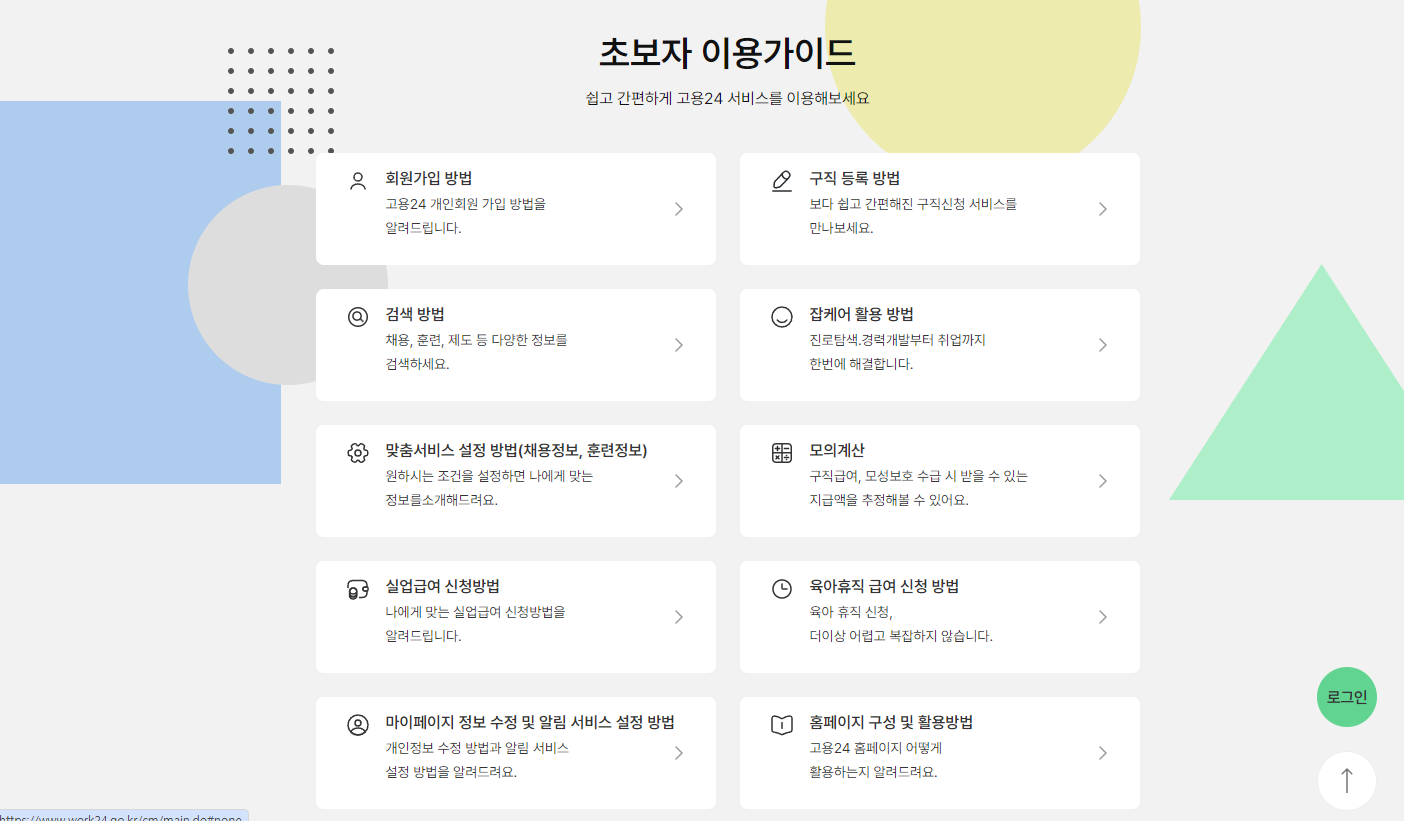 초보자 이용가이드
쉽고 간편하게 고용24 서비스를 이용해보세요
회원가입 방법
고용24 개인회원 가입 방법을
알려드립니다.
구직 등록 방법
보다 쉽고 간편해진 구직신청 서비스를
만나보세요.
검색 방법
채용, 훈련, 제도 등 다양한 정보를
검색하세요.
잡케어 활용 방법
진로탐색.경력개발부터 취업까지
한번에 해결합니다.
맞춤서비스 설정 방법(채용정보, 훈련정보)
원하시는 조건을 설정하면 나에게 맞는
정보를소개해드려요.
모의계산
구직급여, 모성보호 수급 시 받을 수 있는
지급액을 추정해볼 수 있어요.
실업급여 신청방법
나에게 맞는 실업급여 신청방법을
알려드립니다.
육아휴직 급여 신청 방법
육아 휴직 신청,
더이상 어렵고 복잡하지 않습니다.
로그인
마이페이지 정보 수정 및 알림 서비스 설정 방법
개인정보 수정 방법과 알림 서비스
설정 방법을 알려드려요.
홈페이지 구성 및 활용방법
고용24 홈페이지 어떻게
활용하는지 알려드려요.
https://www.work24.go.kr/cm/main.do#none